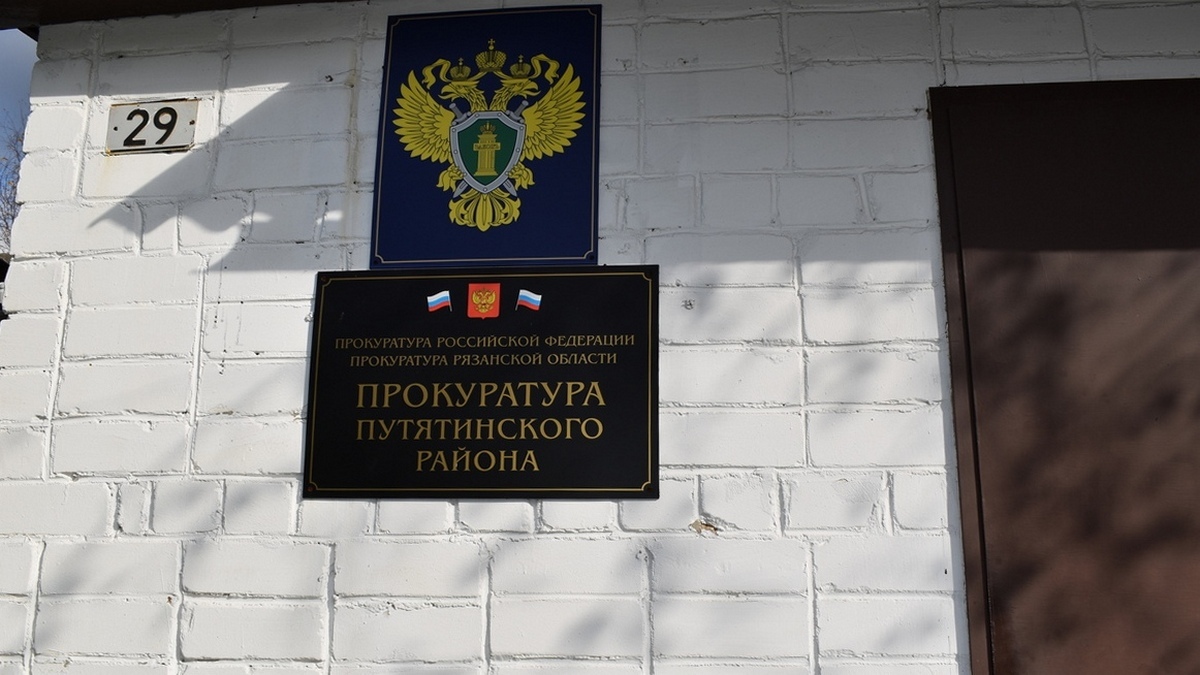 29
ПРОКУРАТУРА РОССИЙСКОЙ ФЕДЕРАЦИИ
ПРОКУРАТУРА РЯЗАНСКОЙ ОБЛАСТИ
ПРОКУРАТУРА
ПУТЯТИНСКОГО
РАЙОНА